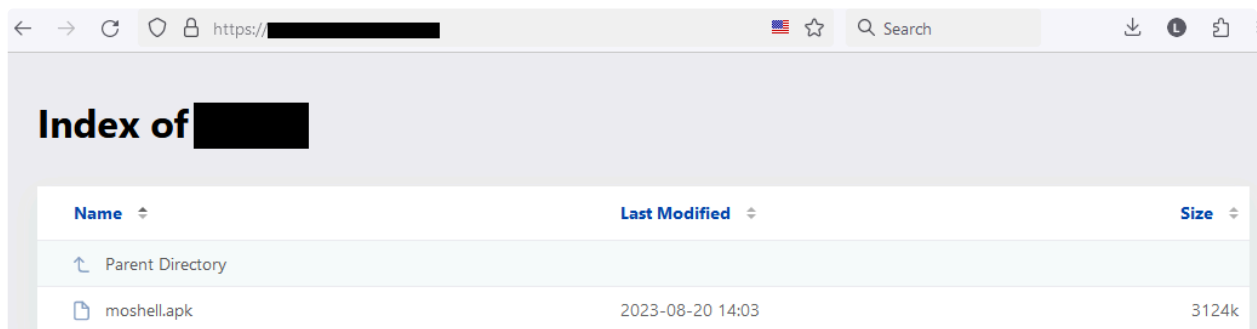 https://
Search
L
Index of
Name Last Modified Size
Parent Directory
moshell.apk 2023-08-20 14:03 3124k